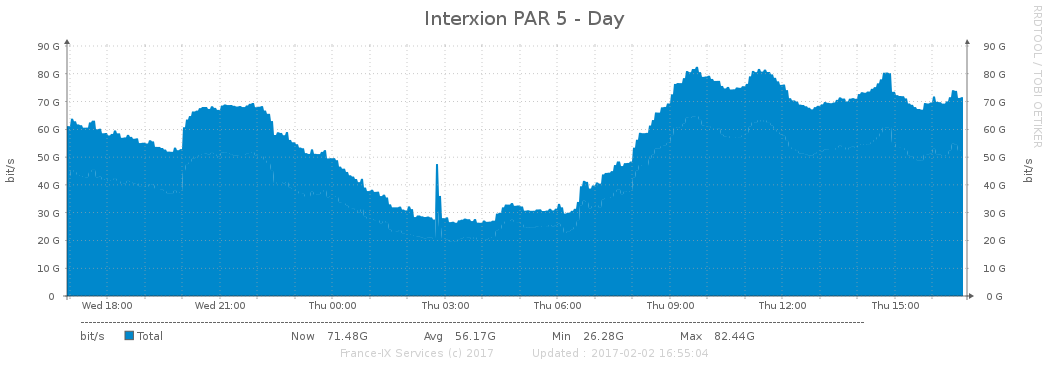 Interxion PAR 5 - Day
RRDTOOL / TOBI OETIKER
bit/s
90 G 90 G
80 G 80 G
70 G 70 G
60 G 60 G
50 G 50 G
40 G 40 G
30 G 30 G
20 G 20 G
10 G 10 G
0 0 G
bit/s
Wed 18:00 Wed 21:00 Thu 00:00 Thu 03:00 Thu 06:00 Thu 09:00 Thu 12:00 Thu 15:00
bit/s Total Now 71.48G Avg 56.17G Min 26.28G Max 82.44G
France-IX Services (c) 2017 Updated : 2017-02-02 16:55:04